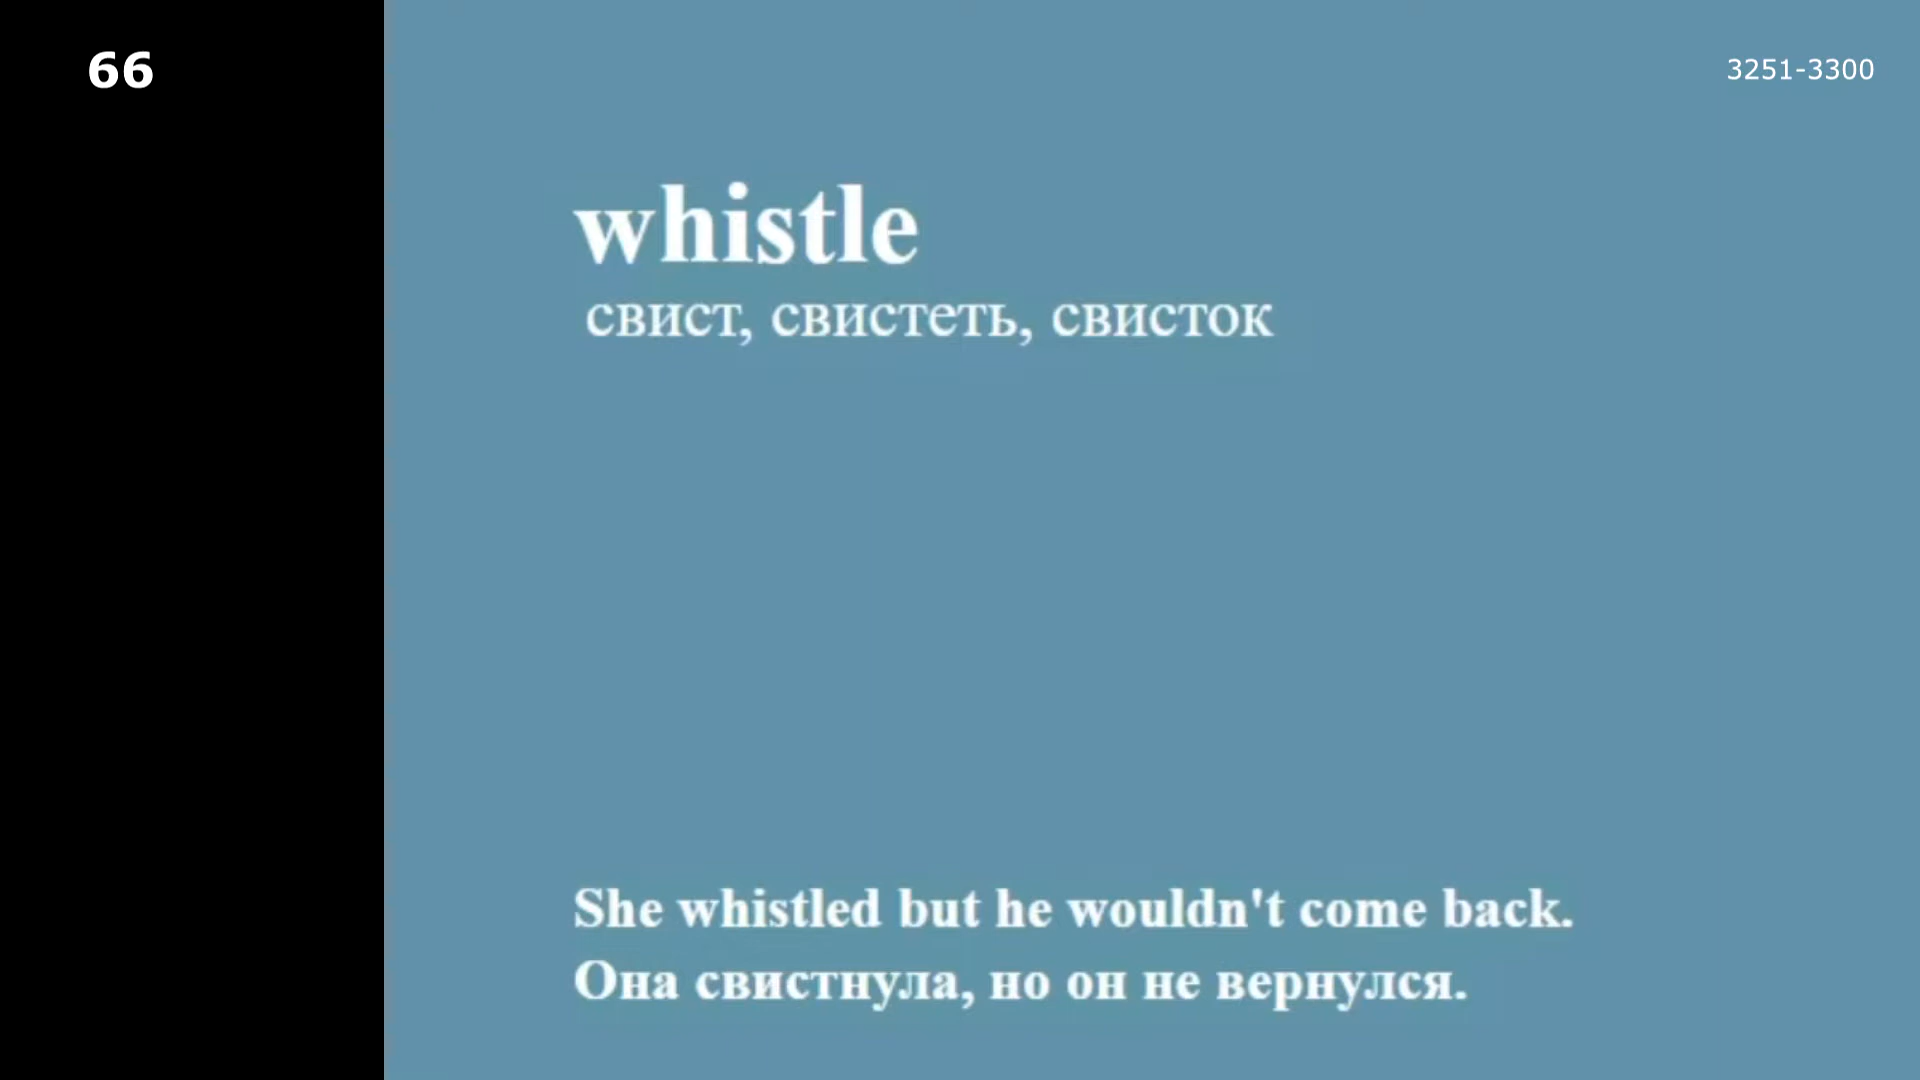 66
3251-3300
whistle
свист, свистеть, свисток
She whistled but he wouldn't come back.
Она свистнула, но он не вернулся.